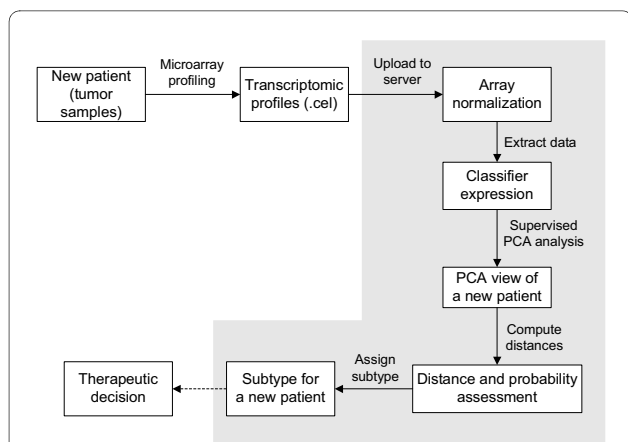 New patient
(tumor
samples)
Microarray
profiling
Transcriptomic
profiles (.cel)
Upload to
server
Array
normalization
Extract data
Classifier
expression
Supervised
PCA analysis
PCA view of
a new patient
Compute
distances
Distance and probability
assessment
Assign
subtype
Subtype for
a new patient
Therapeutic
decision